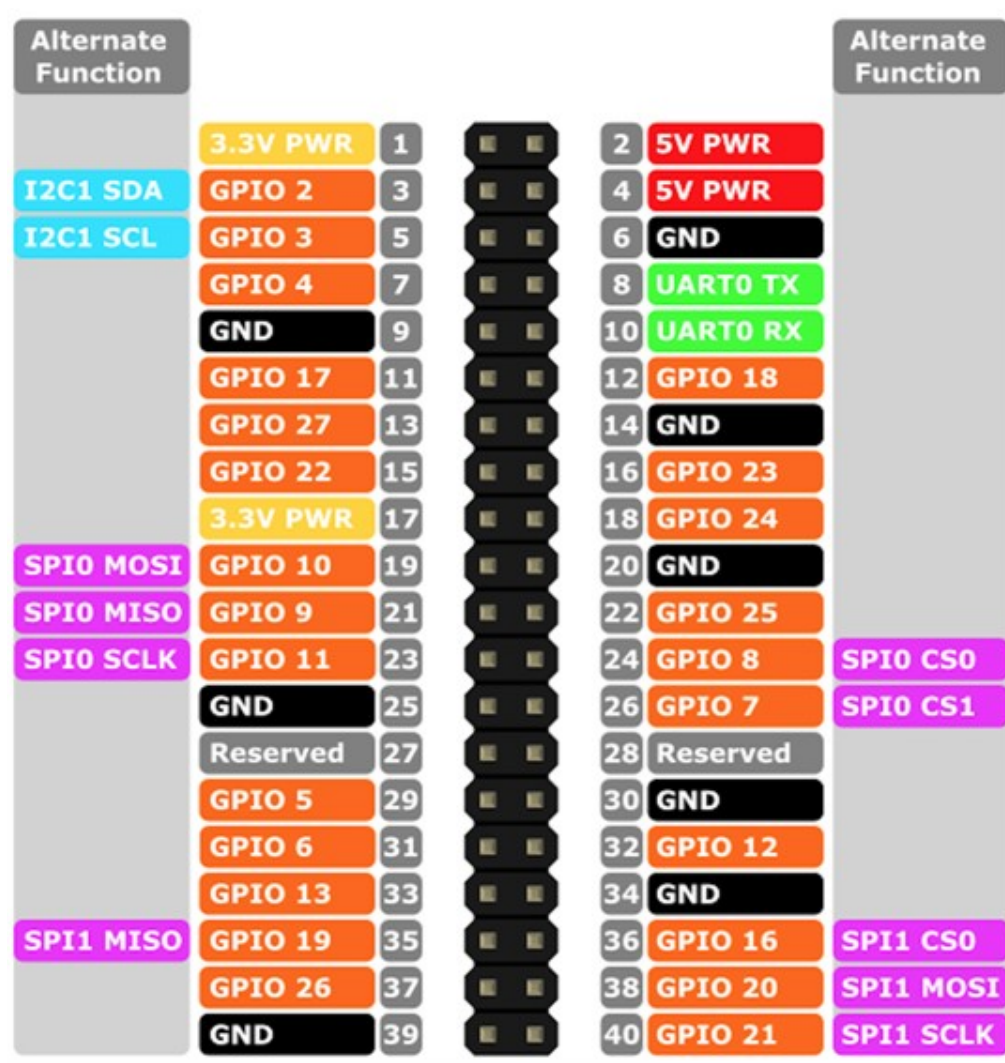 Alternate
Function
Alternate
Function
3.3V PWR 1 2 5V PWR
I2C1 SDA GPIO 2 3 4 5V PWR
I2C1 SCL GPIO 3 5 6 GND
GPIO 4 7 8 UART0 TX
GND 9 10 UART0 RX
GPIO 17 11 12 GPIO 18
GPIO 27 13 14 GND
GPIO 22 15 16 GPIO 23
3.3V PWR 17 18 GPIO 24
SPI0 MOSI GPIO 10 19 20 GND
SPI0 MISO GPIO 9 21 22 GPIO 25
SPI0 SCLK GPIO 11 23 24 GPIO 8 SPI0 CS0
GND 25 26 GPIO 7 SPI0 CS1
Reserved 27 28 Reserved
GPIO 5 29 30 GND
GPIO 6 31 32 GPIO 12
GPIO 13 33 34 GND
SPI1 MISO GPIO 19 35 36 GPIO 16 SPI1 CS0
GPIO 26 37 38 GPIO 20 SPI1 MOSI
GND 39 40 GPIO 21 SPI1 SCLK